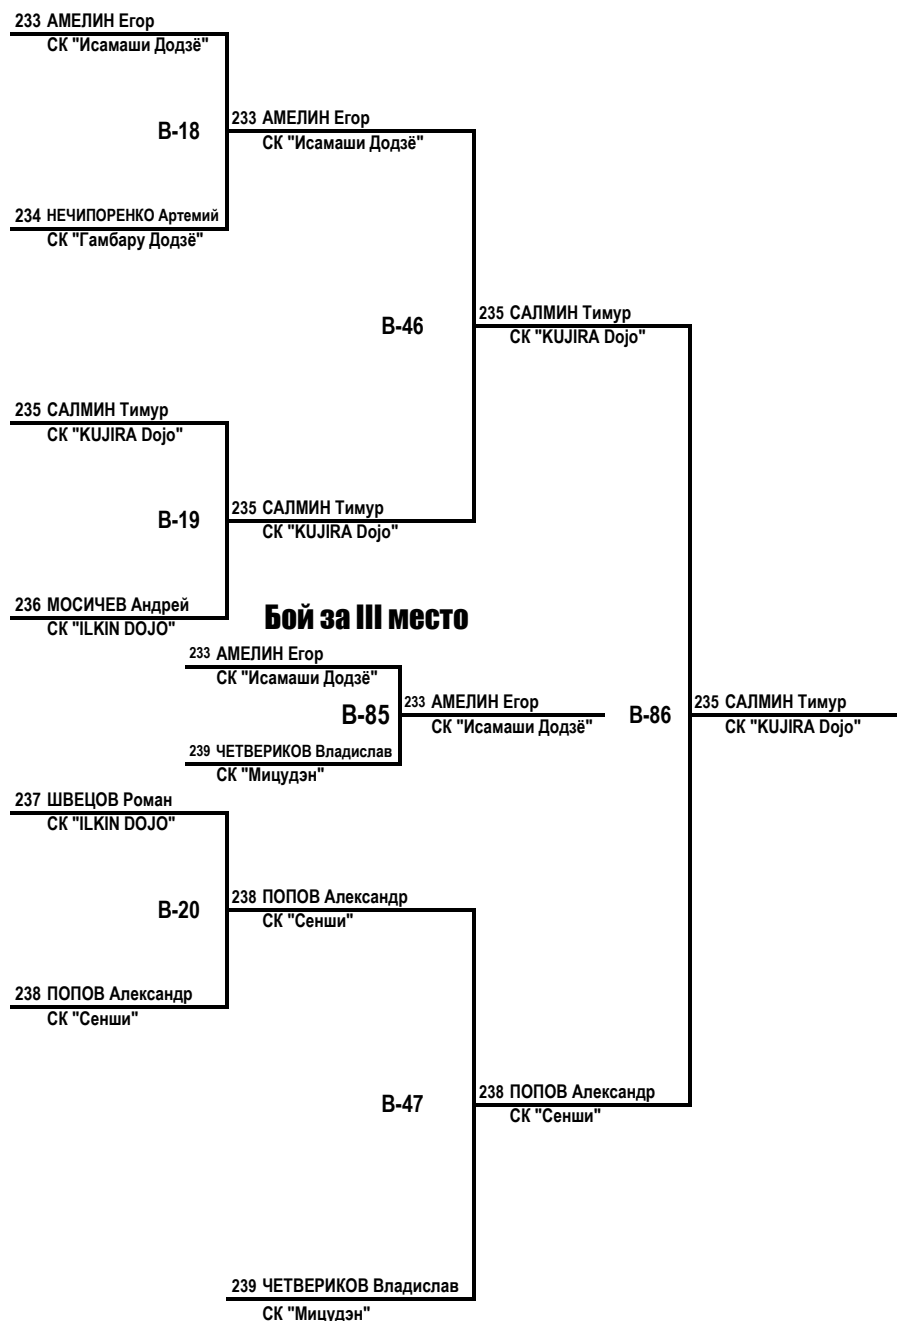 233 АМЕЛИН Егор
СК "Исамаши Додзё"
B-18
233 АМЕЛИН Егор
СК "Исамаши Додзё"
234 НЕЧИПОРЕНКО Артемий
СК "Гамбару Додзё"
B-46
235 САЛМИН Тимур
СК "KUJIRA Dojo"
235 САЛМИН Тимур
СК "KUJIRA Dojo"
B-19
235 САЛМИН Тимур
СК "KUJIRA Dojo"
236 МОСИЧЕВ Андрей
СК "ILKIN DOJO"
Бой за III место
233 АМЕЛИН Егор
СК "Исамаши Додзё"
B-85
233 АМЕЛИН Егор
СК "Исамаши Додзё"
B-86
235 САЛМИН Тимур
СК "KUJIRA Dojo"
239 ЧЕТВЕРИКОВ Владислав
СК "Мицудэн"
237 ШВЕЦОВ Роман
СК "ILKIN DOJO"
B-20
238 ПОПОВ Александр
СК "Сенши"
238 ПОПОВ Александр
СК "Сенши"
B-47
238 ПОПОВ Александр
СК "Сенши"
239 ЧЕТВЕРИКОВ Владислав
СК "Мицудэн"